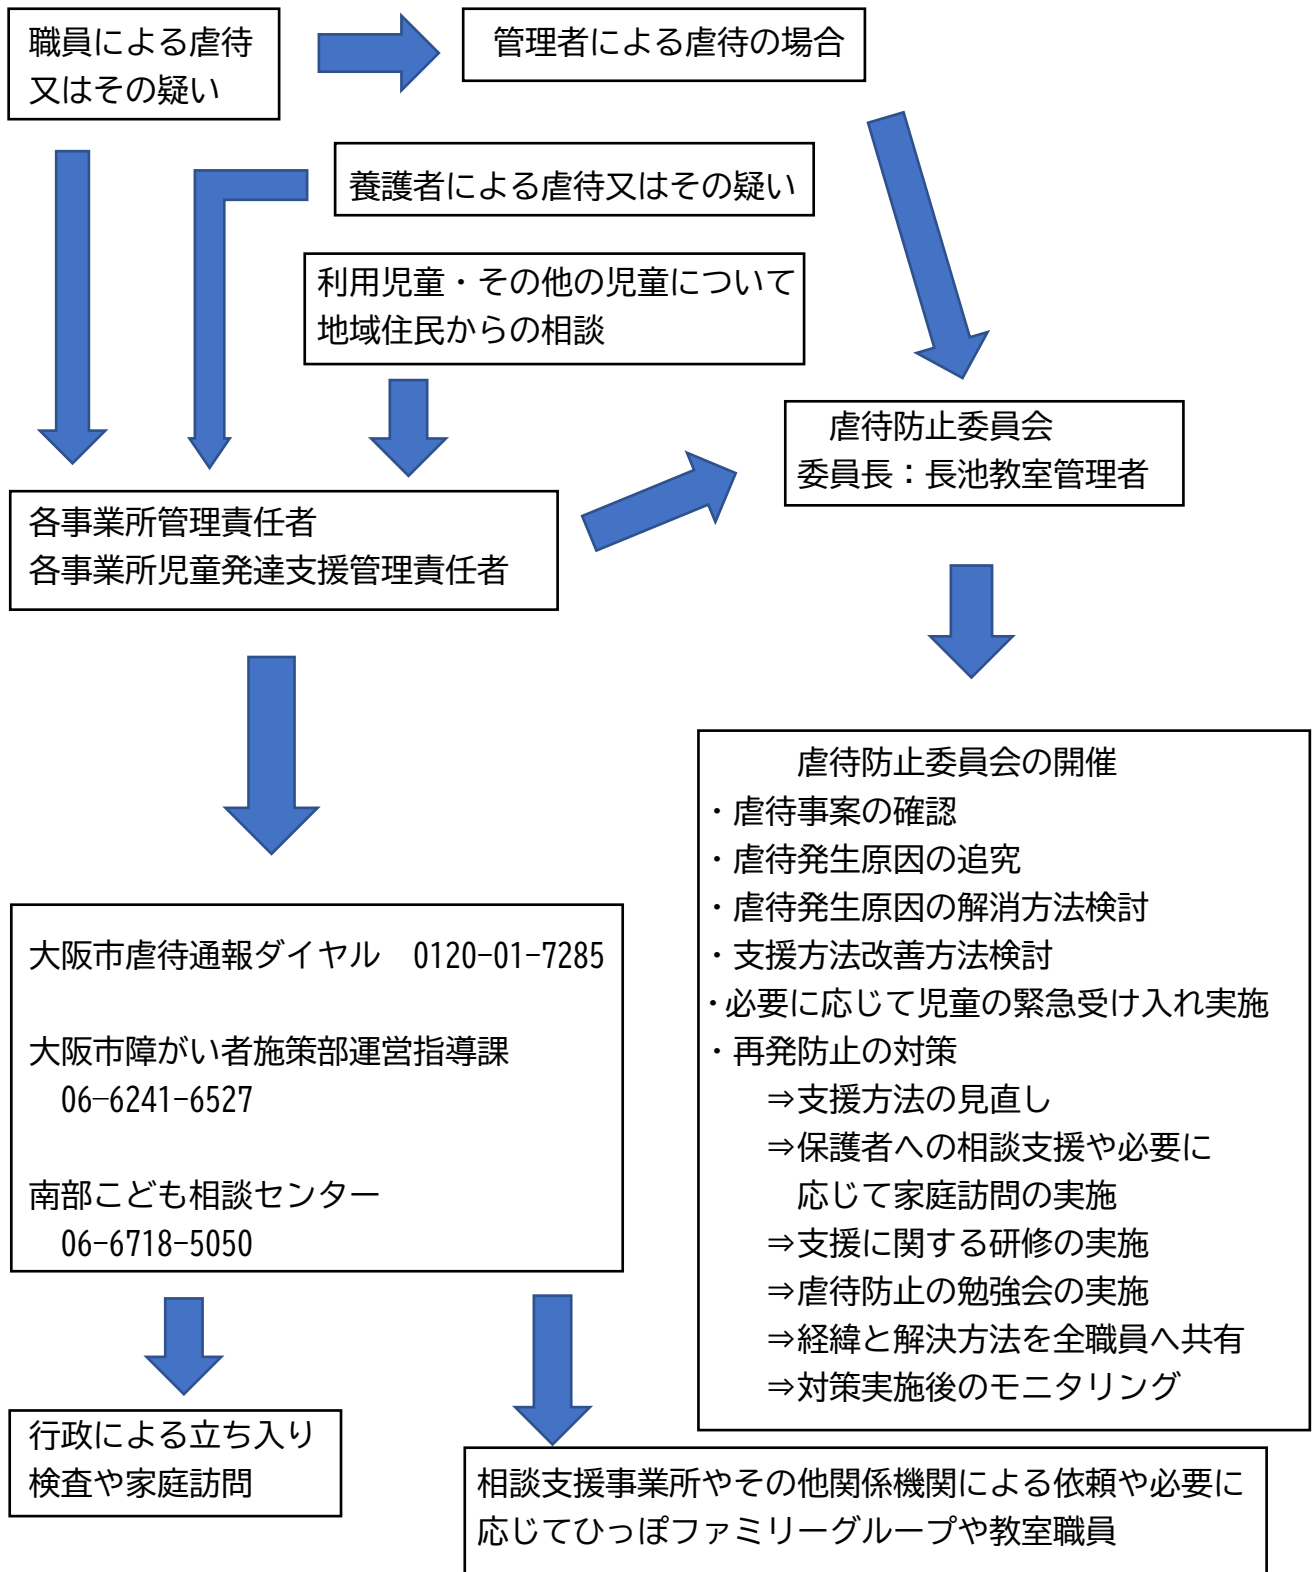 職員による虐待
又はその疑い
管理者による虐待の場合
養護者による虐待又はその疑い
利用児童・その他の児童について
地域住民からの相談
虐待防止委員会
委員長：長池教室管理者
各事業所管理責任者
各事業所児童発達支援管理責任者
虐待防止委員会の開催
・虐待事案の確認
・虐待発生原因の追究
・虐待発生原因の解消方法検討
・支援方法改善方法検討
・必要に応じて児童の緊急受け入れ実施
・再発防止の対策
⇒支援方法の見直し
⇒保護者への相談支援や必要に
応じて家庭訪問の実施
⇒支援に関する研修の実施
⇒虐待防止の勉強会の実施
⇒経緯と解決方法を全職員へ共有
⇒対策実施後のモニタリング
大阪市虐待通報ダイヤル　0120-01-7285
大阪市障がい者施策部運営指導課
06-6241-6527
南部こども相談センター
06-6718-5050
行政による立ち入り
検査や家庭訪問
相談支援事業所やその他関係機関による依頼や必要に
応じてひっぽファミリーグループや教室職員